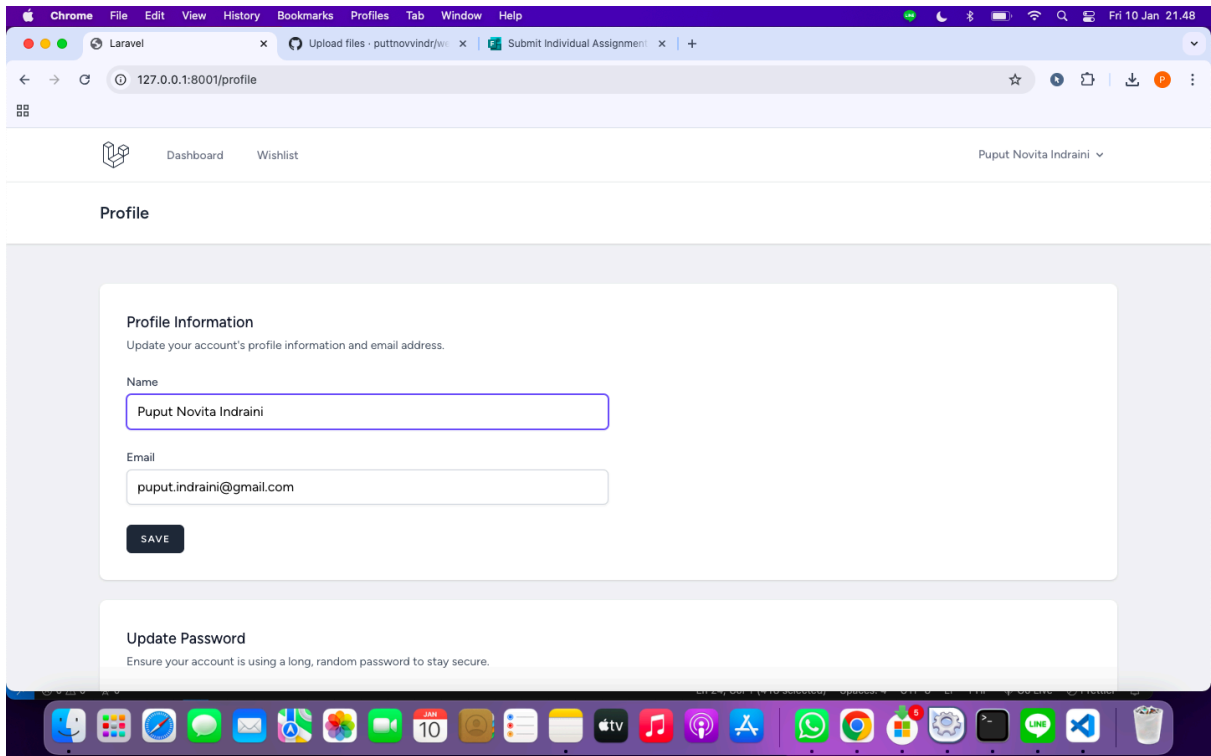 Chrome File Edit View History Bookmarks Profiles Tab Window Help Fri 10 Jan 21.48
Laravel Upload files · puttnovvindr/we Submit Individual Assignment
127.0.0.1:8001/profile P
Dashboard Wishlist Puput Novita Indraini
Profile
Profile Information
Update your account's profile information and email address.
Name
Puput Novita Indraini
Email
puput.indraini@gmail.com
SAVE
Update Password
Ensure your account is using a long, random password to stay secure.
JAN
10
tv
5
LINE